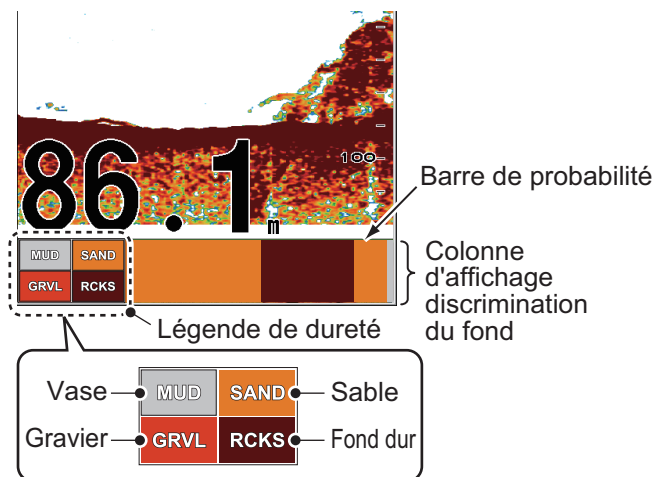 100
86.1
m
Barre de probabilité
MUD SAND
GRVL RCKS
Colonne
d'affichage
discrimination
du fond
Légende de dureté
Vase MUD SAND Sable
Gravier GRVL RCKS Fond dur